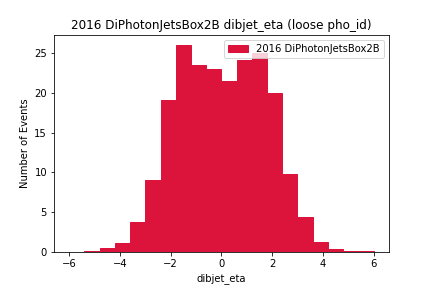 2016 DiPhotonJetsBox2B dibjet_eta (loose pho_id)
2016 DiPhotonJetsBox2B
Number of Events
25
20
15
10
5
0
−6 −4 −2 0 2 4 6
dibjet_eta